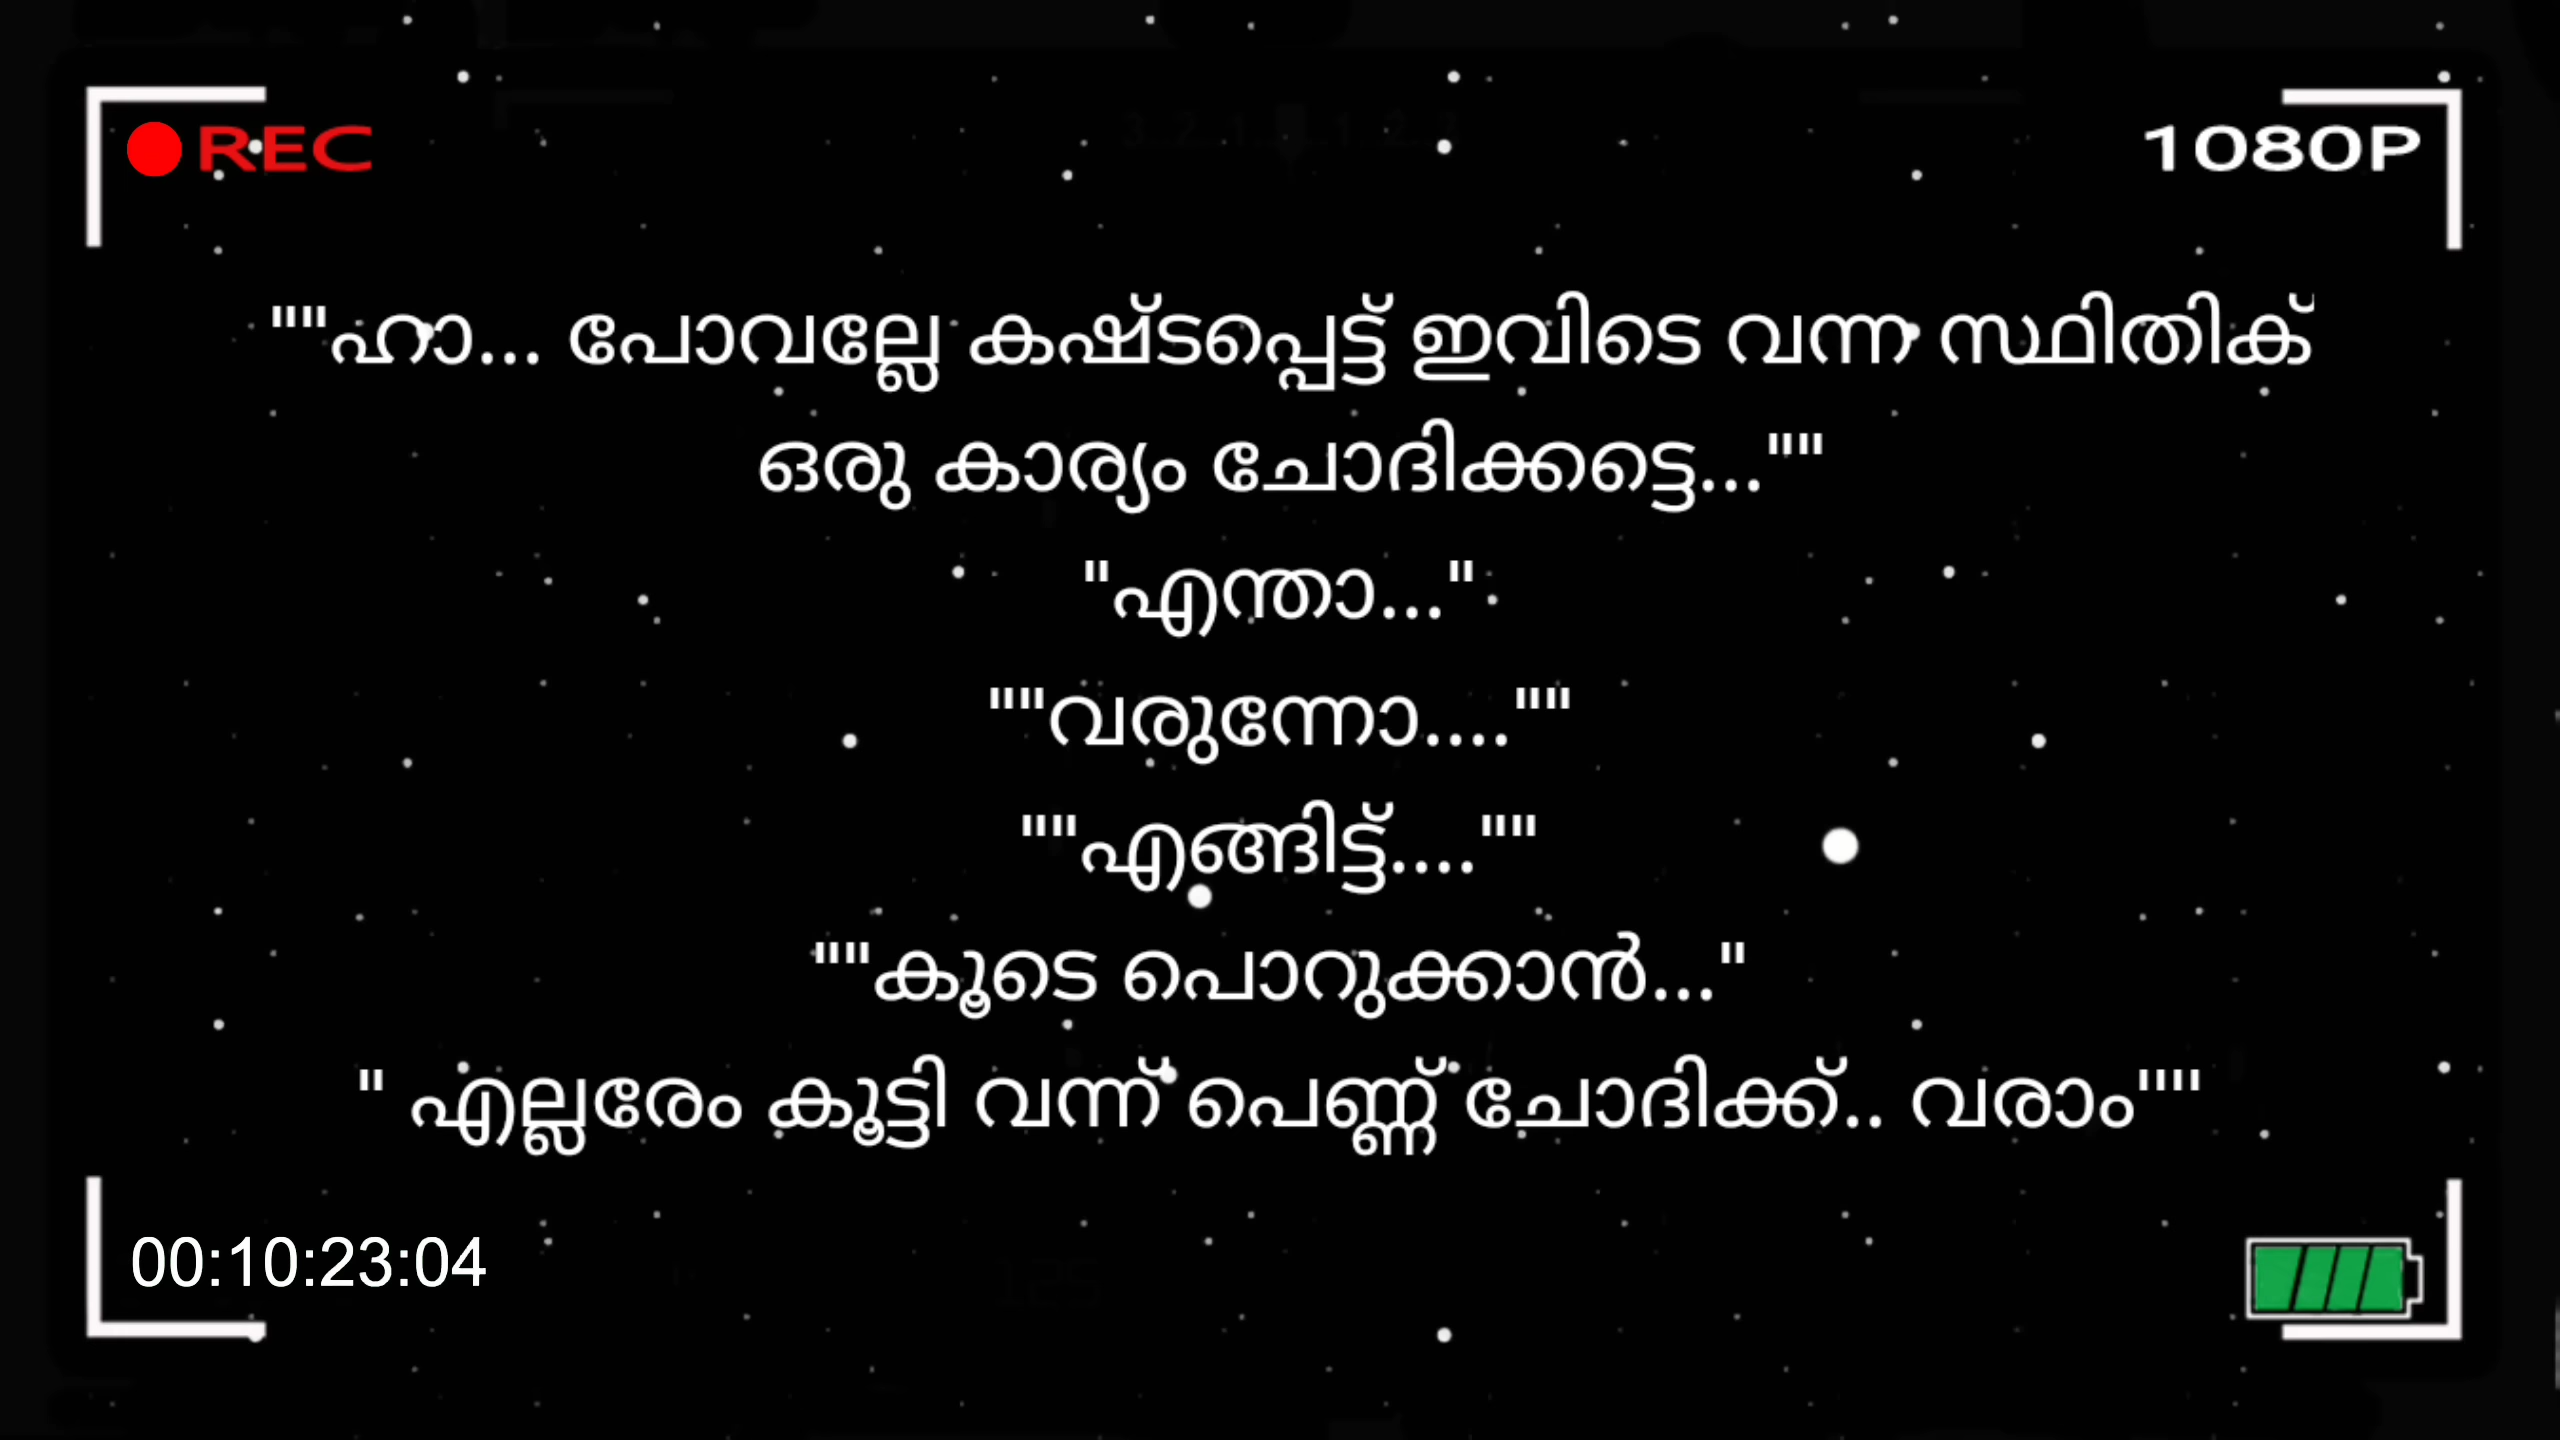 REC
1080P
""ഹാ... പോവല്ലേ കഷ്ടപ്പെട്ട് ഇവിടെ വന്ന സ്ഥിതിക്
ഒരു കാര്യം ചോദിക്കട്ടെ...""
"എന്താ..."
""വരുന്നോ....""
""എങ്ങിട്ട്....""
""കൂടെ പൊറുക്കാൻ..."
" എല്ലരേം കൂട്ടി വന്ന് പെണ്ണ് ചോദിക്ക്.. വരാം""
00:10:23:04